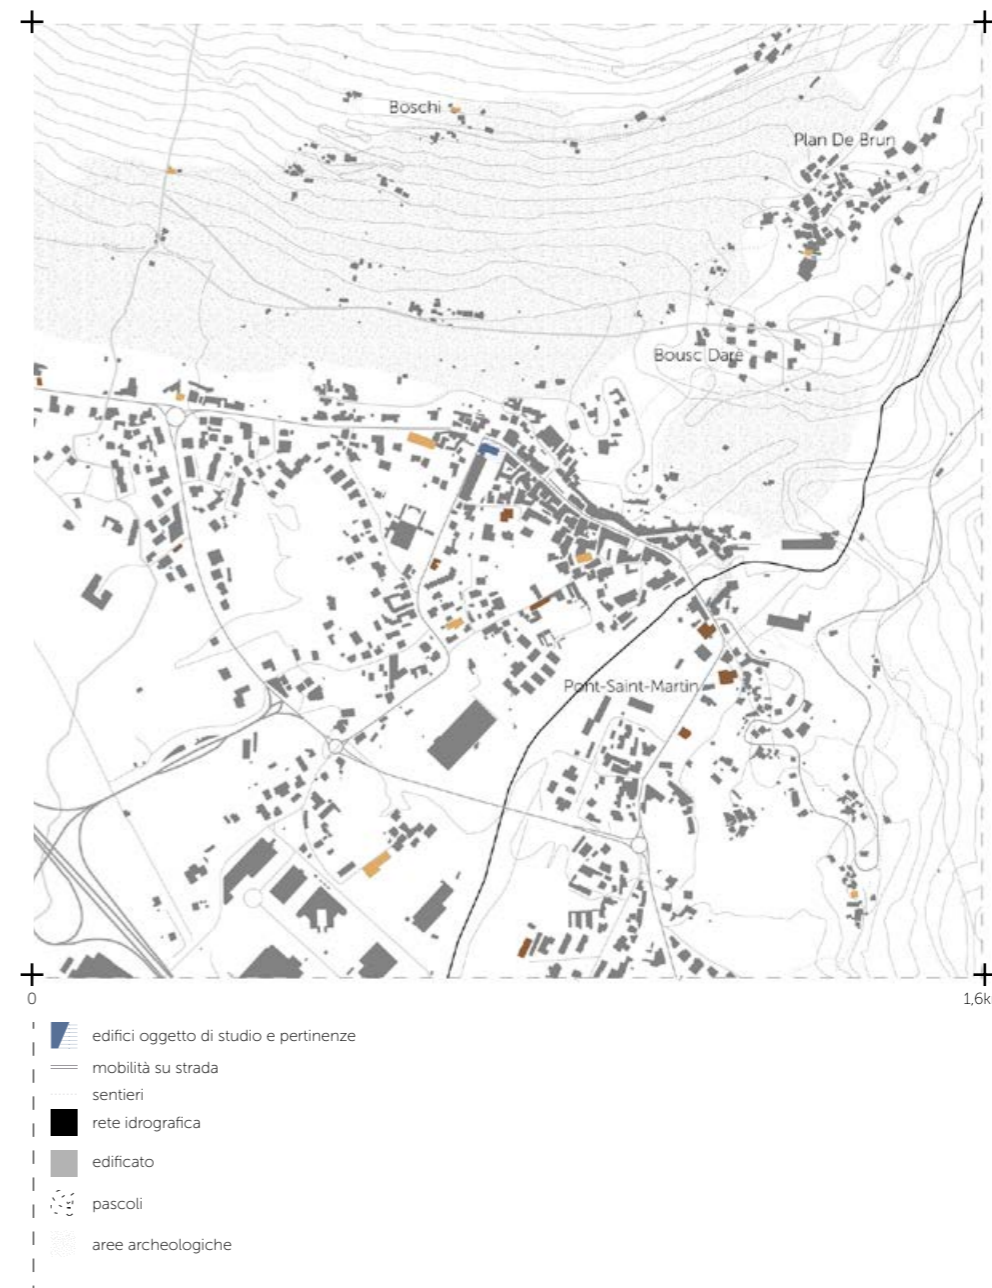 Boschi
Plan De Brun
Bousc Daré
Pont-Saint-Martin
0
1,6k
edifici oggetto di studio e pertinenze
mobilità su strada
sentieri
rete idrografica
edificato
pascoli
aree archeologiche